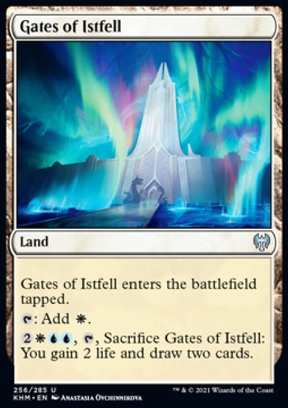 Gates of Istfell
Land
Gates of Istfell enters the battlefield
tapped.
: Add .
2, , Sacrifice Gates of Istfell:
You gain 2 life and draw two cards.
256/285 U
KHM • EN Anastasia Ovchinnikova
™ & © 2021 Wizards of the Coast